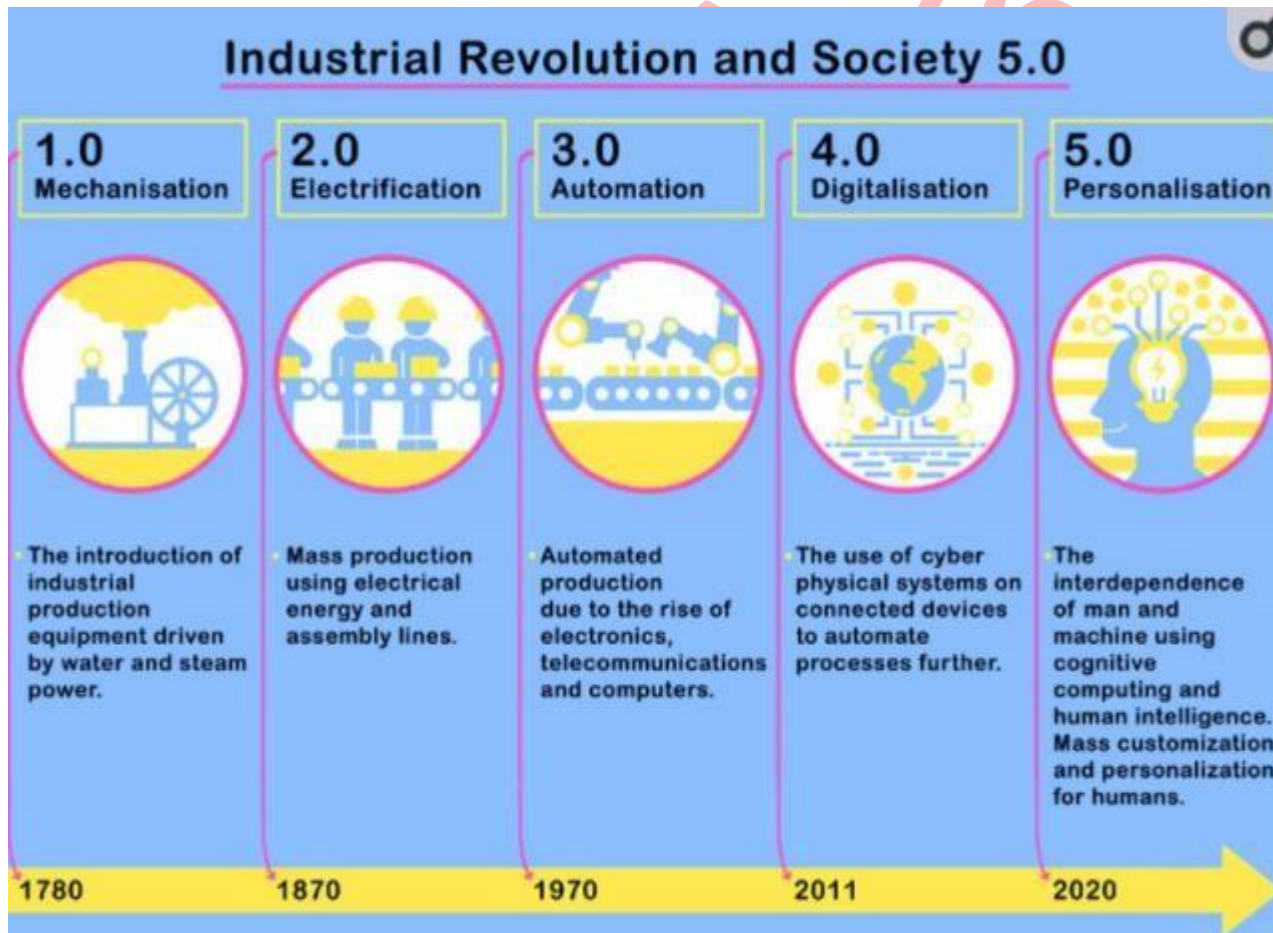 Industrial Revolution and Society 5.0
1.0
Mechanisation
The introduction of
industrial
production
equipment driven
by water and steam
power.
1780
2.0
Electrification
Mass production
using electrical
energy and
assembly lines.
1870
3.0
Automation
Automated
production
due to the rise of
electronics,
telecommunications
and computers.
1970
4.0
Digitalisation
The use of cyber
physical systems on
connected devices
to automate
processes further.
2011
5.0
Personalisation
The
interdependence
of man and
machine using
cognitive
computing and
human intelligence.
Mass customization
and personalization
for humans.
2020